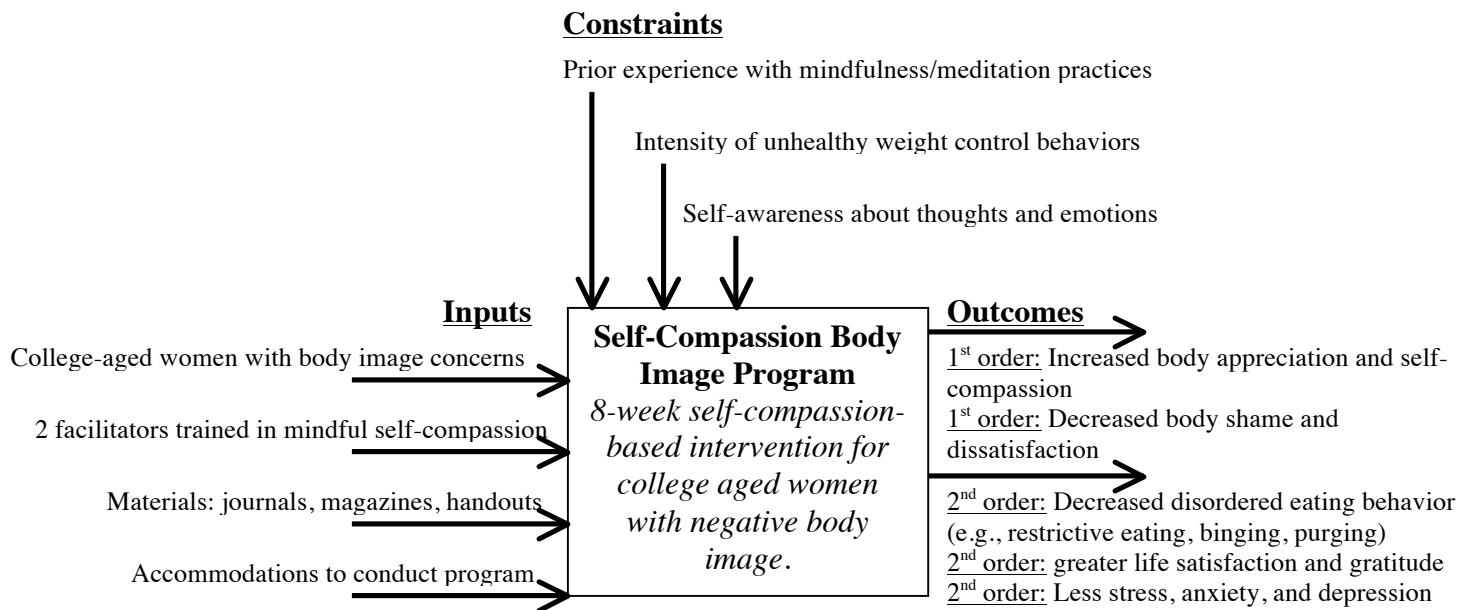 Constraints
Prior experience with mindfulness/meditation practices
Intensity of unhealthy weight control behaviors
Self-awareness about thoughts and emotions
Inputs
College-aged women with body image concerns
2 facilitators trained in mindful self-compassion
Materials: journals, magazines, handouts
Accommodations to conduct program
Self-Compassion Body
Image Program
8-week self-compassion-
based intervention for
college aged women
with negative body
image.
Outcomes
1st order: Increased body appreciation and self-
compassion
1st order: Decreased body shame and
dissatisfaction
2nd order: Decreased disordered eating behavior
(e.g., restrictive eating, binging, purging)
2nd order: greater life satisfaction and gratitude
2nd order: Less stress, anxiety, and depression